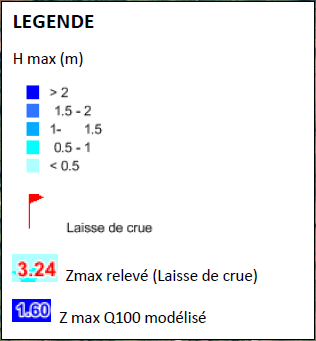 LEGENDE
H max (m)
> 2
1.5 - 2
1- 1.5
0.5 - 1
< 0.5
Laisse de crue
3.24 Zmax relevé (Laisse de crue)
1.60 Z max Q100 modélisé